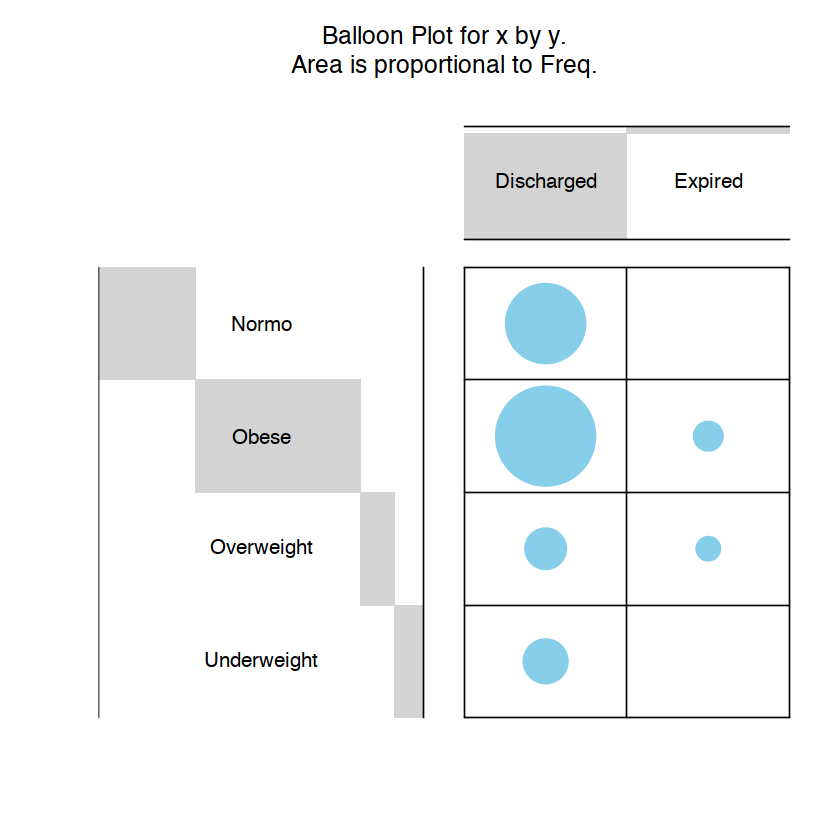 Balloon Plot for x by y.
Area is proportional to Freq.
Discharged Expired
Normo
Obese
Overweight
Underweight